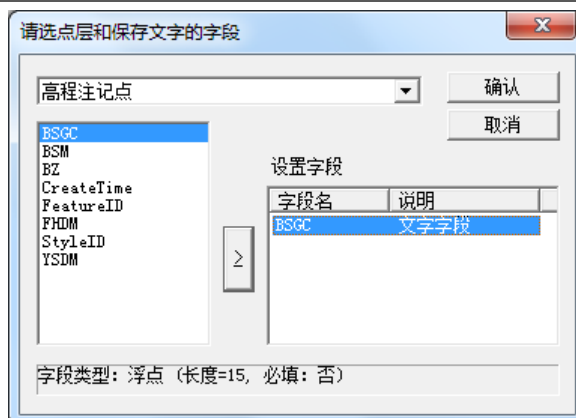 请选点层和保存文字的字段
高程注记点
确认
取消
BSGC
BSM
BZ
CreateTime
FeatureID
FHDM
StyleID
YSDM
≥
设置字段
字段名 说明
BSGC 文字字段
字段类型: 浮点 (长度=15, 必填: 否)